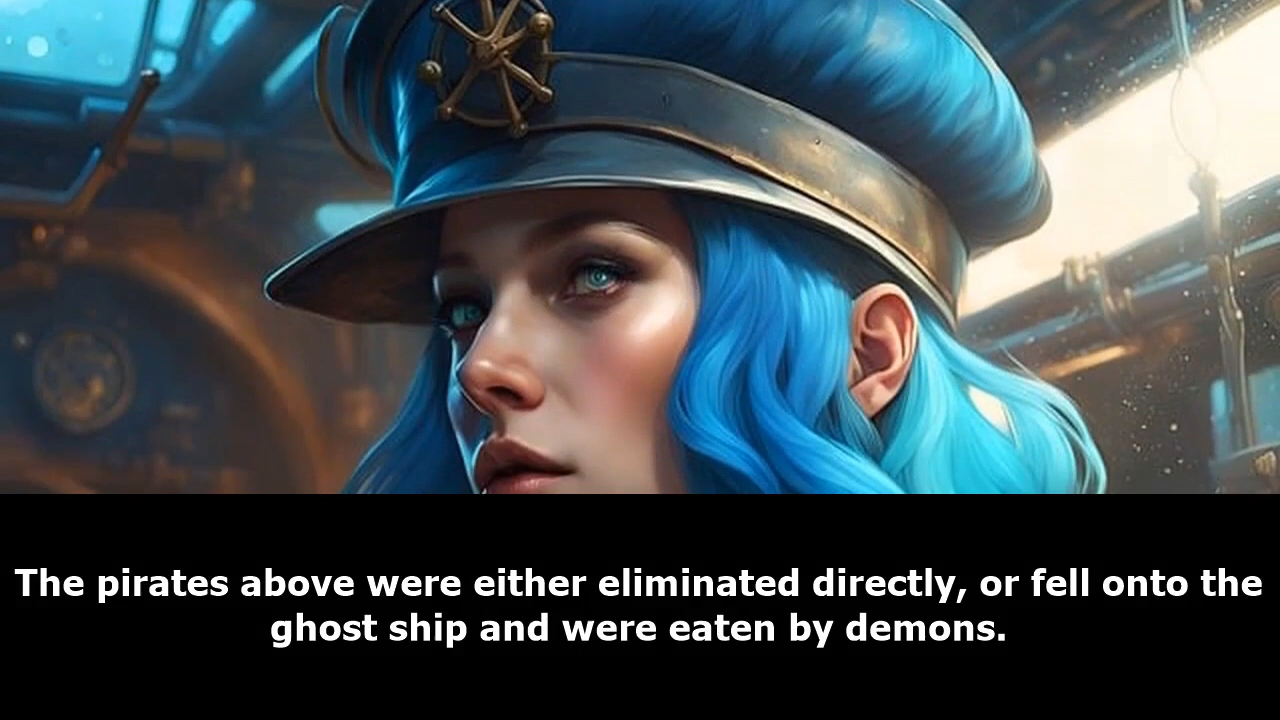 The pirates above were either eliminated directly, or fell onto the
ghost ship and were eaten by demons.